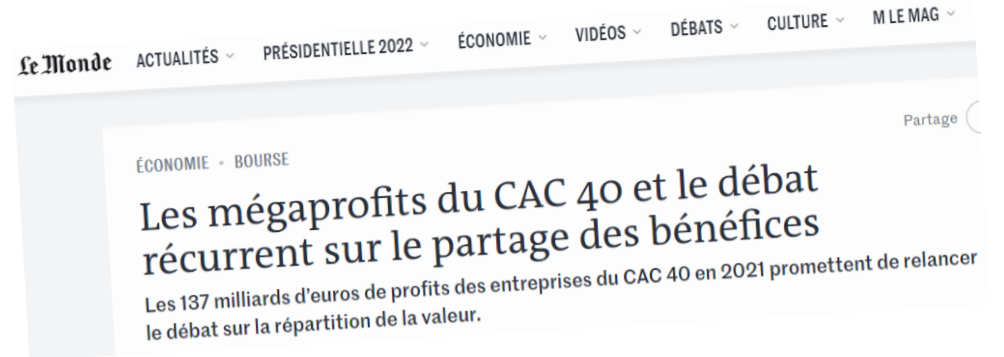 Le Monde ACTUALITÉS PRÉSIDENTIELLE 2022 ÉCONOMIE VIDÉOS DÉBATS CULTURE M LE MAG
Partage
ÉCONOMIE • BOURSE
Les mégaprofits du CAC 40 et le débat
récurrent sur le partage des bénéfices
Les 137 milliards d'euros de profits des entreprises du CAC 40 en 2021 promettent de relancer
le débat sur la répartition de la valeur.